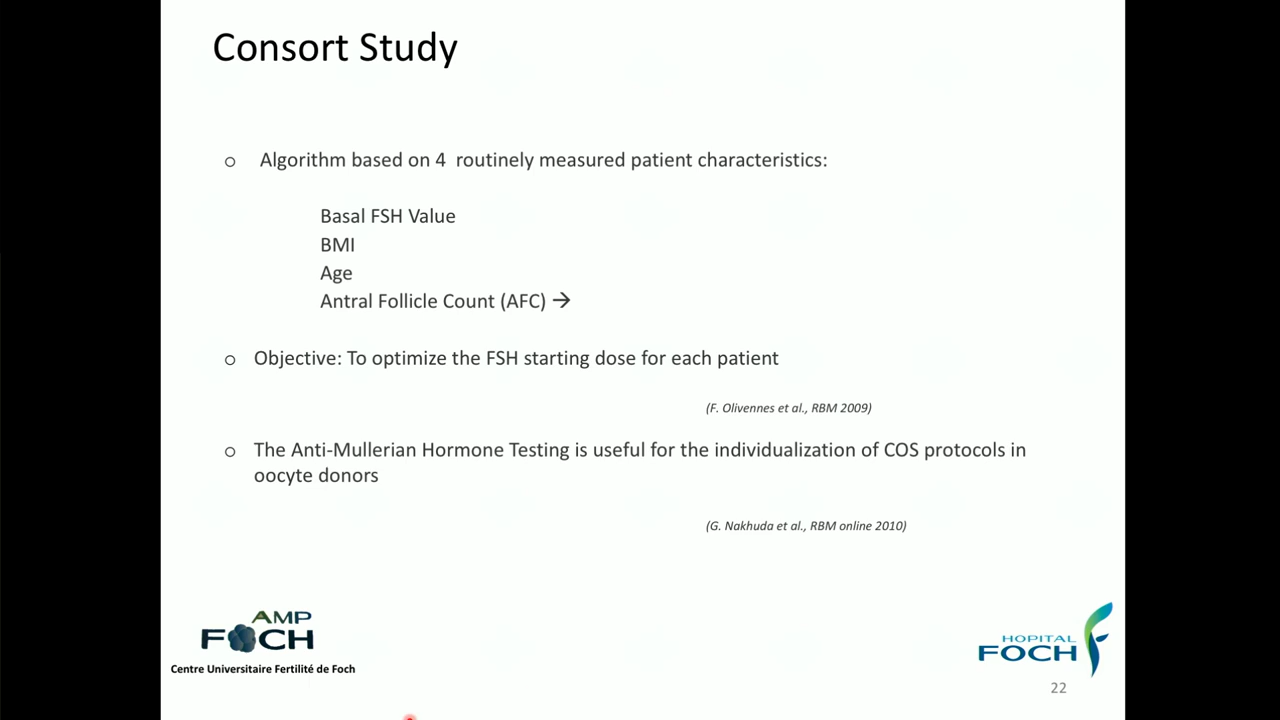 Consort Study
o Algorithm based on 4 routinely measured patient characteristics:
Basal FSH Value
BMI
Age
Antral Follicle Count (AFC) →
o Objective: To optimize the FSH starting dose for each patient
(F. Olivennes et al., RBM 2009)
o The Anti-Mullerian Hormone Testing is useful for the individualization of COS protocols in
oocyte donors
(G. Nakhuda et al., RBM online 2010)
AMP
FOCH
Centre Universitaire Fertilité de Foch
HOPITAL
FOCH
22